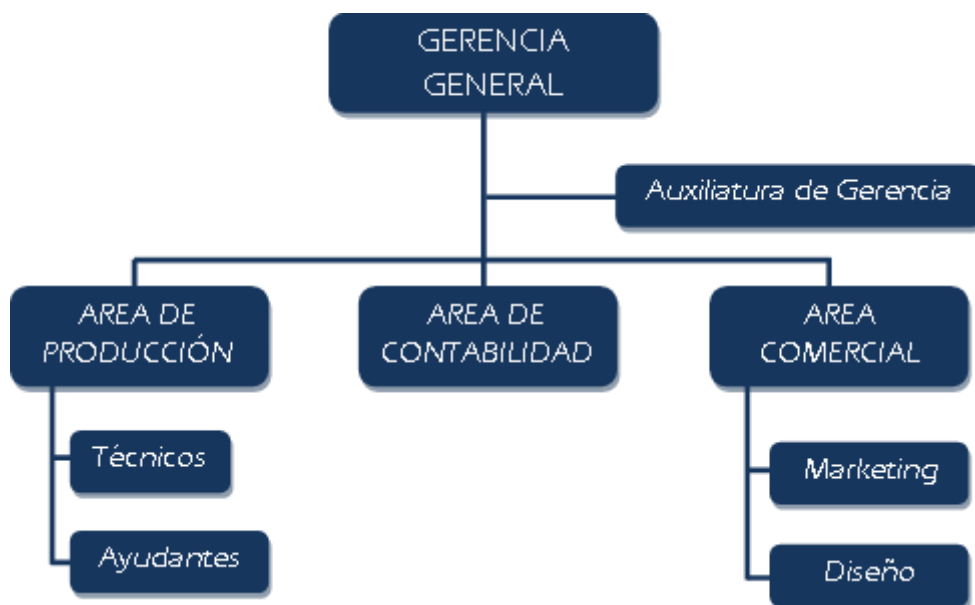 GERENCIA
GENERAL
Auxiliatura de Gerencia
AREA DE
PRODUCCIÓN
AREA DE
CONTABILIDAD
AREA
COMERCIAL
Técnicos
Ayudantes
Marketing
Diseño